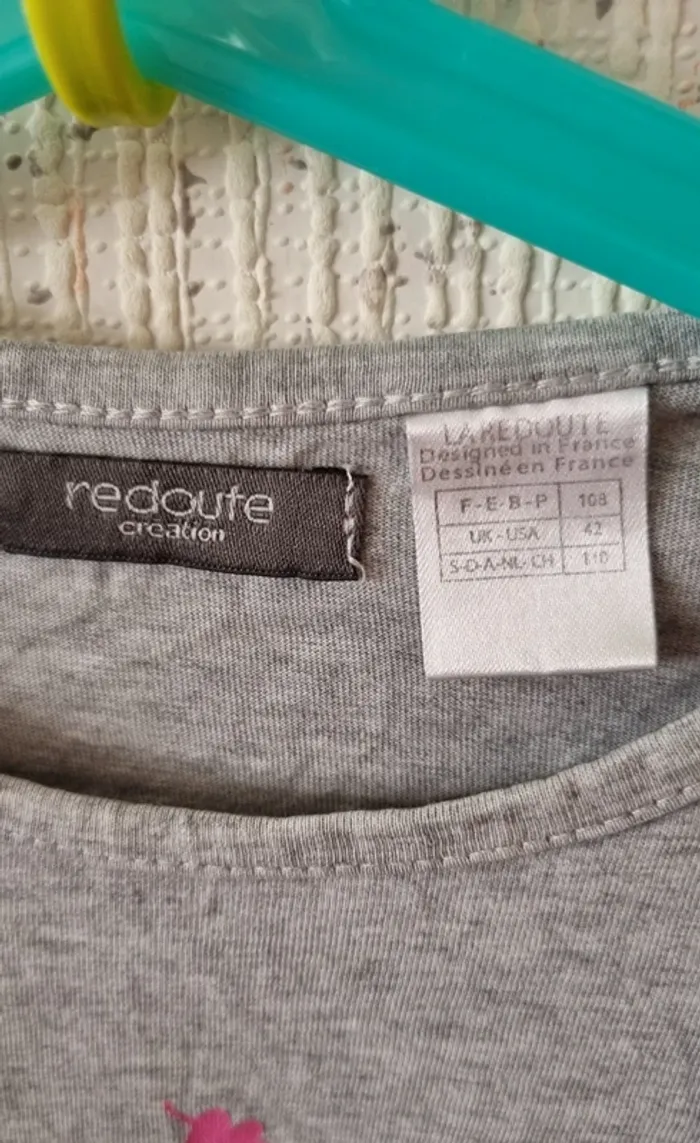 redoute
creation
LA REDOUTE
Designed in France
Dessiné en France
F-E-B-P 108
UK-USA 42
S-D-A-NL-CH 110